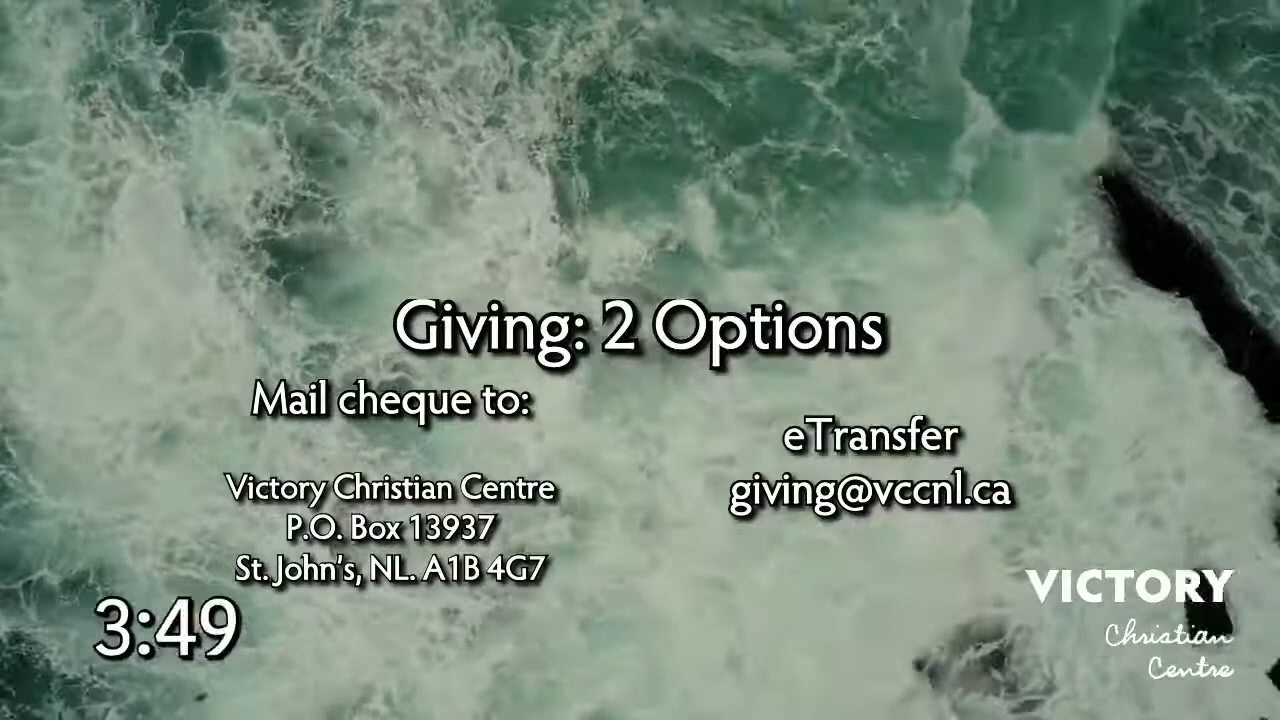 Giving: 2 Options
Mail cheque to:
Victory Christian Centre
P.O. Box 13937
St. John's, NL. A1B 4G7
eTransfer
giving@vccnl.ca
3:49
VICTORY
Christian
Centre